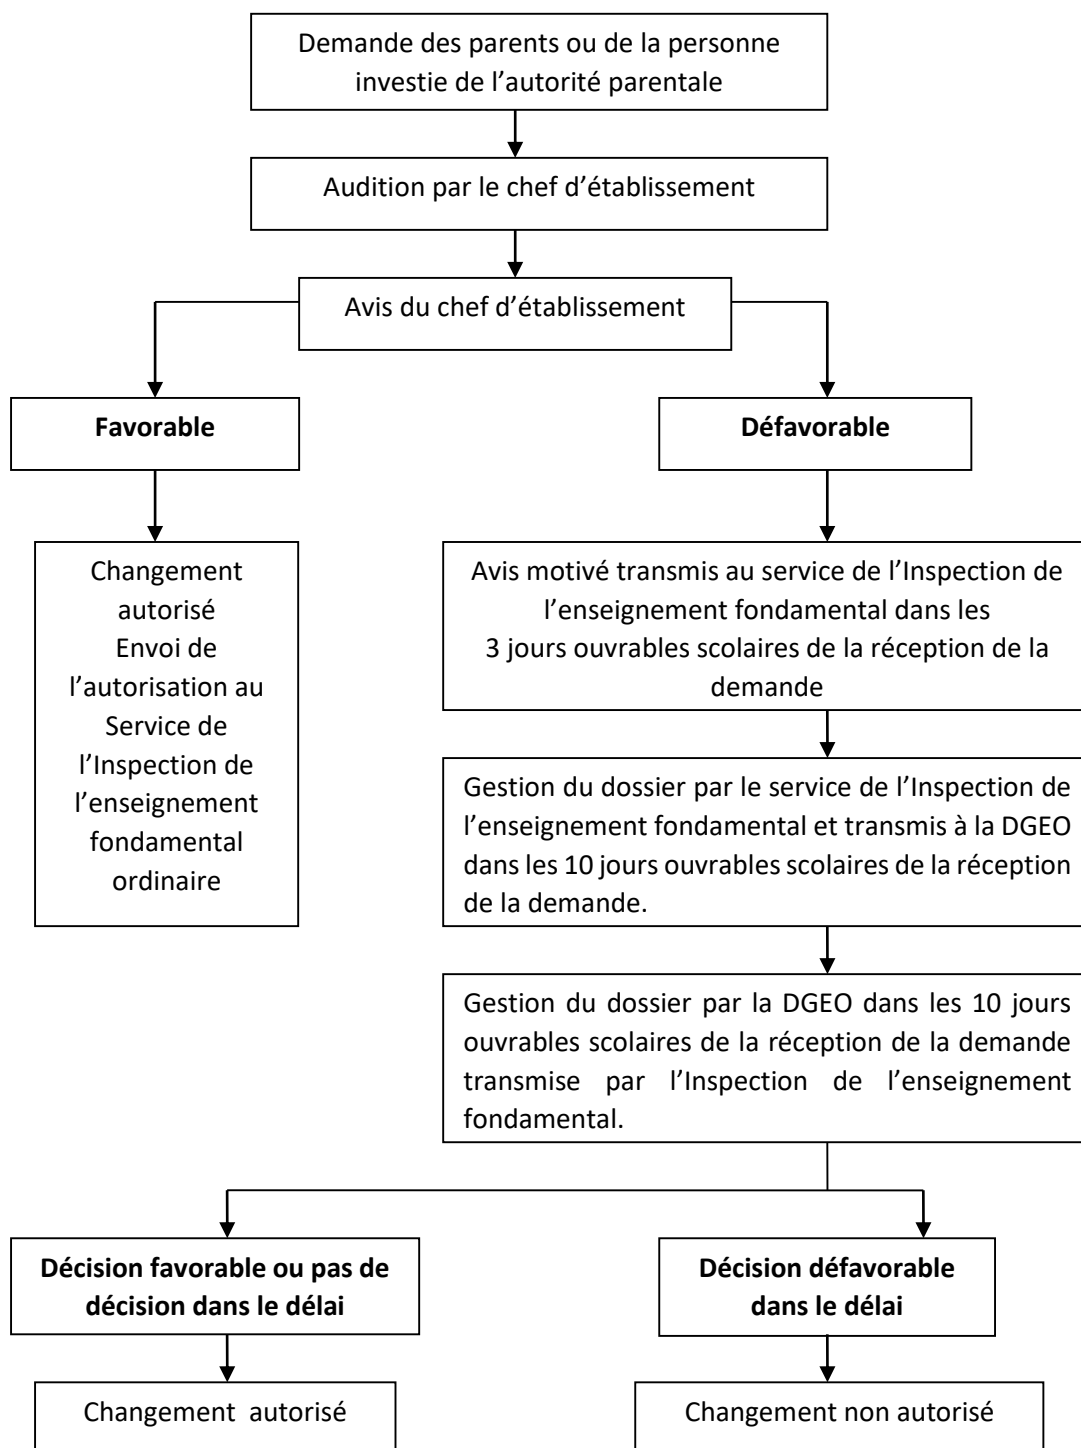 Demande des parents ou de la personne
investie de l’autorité parentale
Audition par le chef d’établissement
Avis du chef d’établissement
Favorable
Défavorable
Changement
autorisé
Envoi de
l’autorisation au
Service de
l’Inspection de
l’enseignement
fondamental
ordinaire
Avis motivé transmis au service de l’Inspection de
l’enseignement fondamental dans les
3 jours ouvrables scolaires de la réception de la
demande
Gestion du dossier par le service de l’Inspection de
l’enseignement fondamental et transmis à la DGEO
dans les 10 jours ouvrables scolaires de la réception
de la demande.
Gestion du dossier par la DGEO dans les 10 jours
ouvrables scolaires de la réception de la demande
transmise par l’Inspection de l’enseignement
fondamental.
Décision favorable ou pas de
décision dans le délai
Décision défavorable
dans le délai
Changement autorisé
Changement non autorisé